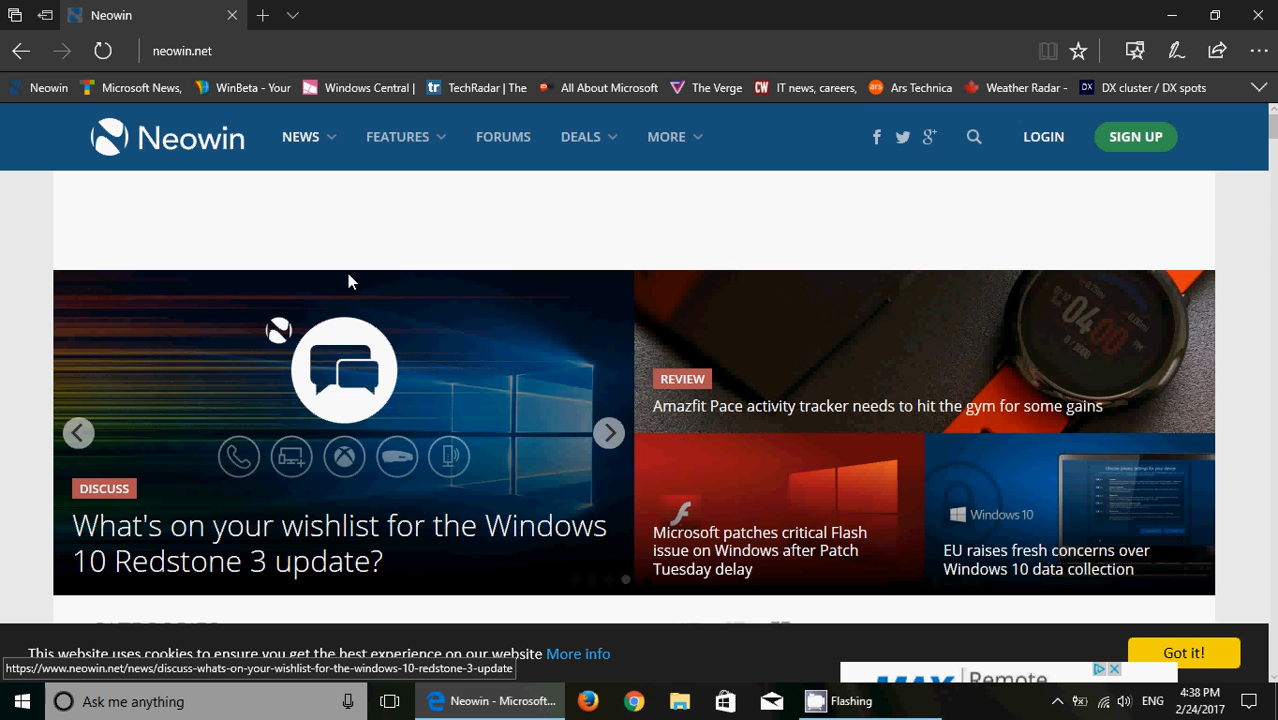 Neowin
neowin.net
Neowin
Microsoft News,
WinBeta - Your
Windows Central |
tr TechRadar | The
All About Microsoft
The Verge
CW IT news, careers,
ars Ars Technica
Weather Radar -
DX DX cluster / DX spots
Neowin
NEWS
FEATURES
FORUMS
DEALS
MORE
LOGIN
SIGN UP
DISCUSS
What's on your wishlist for the Windows
10 Redstone 3 update?
REVIEW
Amazfit Pace activity tracker needs to hit the gym for some gains
Microsoft patches critical Flash
issue on Windows after Patch
Tuesday delay
Windows 10
EU raises fresh concerns over
Windows 10 data collection
CATEGORIES
This website uses cookies to ensure you get the best experience on our website More info
Got it!
https://www.neowin.net/news/discuss-whats-on-your-wishlist-for-the-windows-10-redstone-3-update
Remote
Ask me anything
Neowin - Microsoft...
Flashing
ENG
4:38 PM
2/24/2017